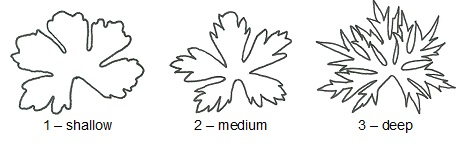 1 – shallow 2 – medium 3 – deep